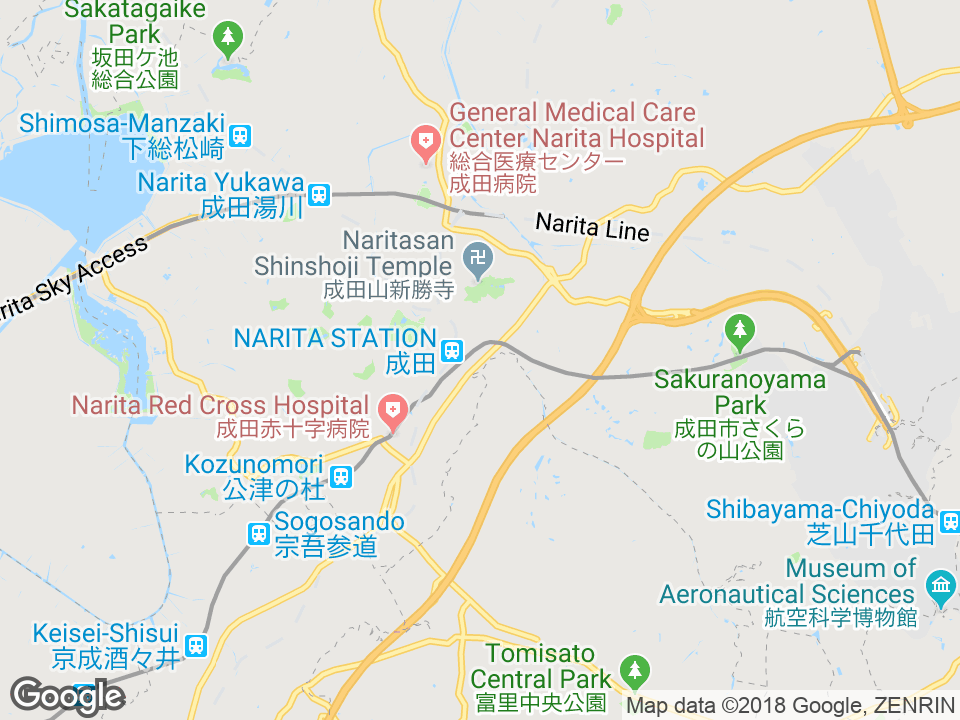 Sakatagaike
Park
坂田ケ池
総合公園
General Medical Care
Center Narita Hospital
総合医療センター
成田病院
Shimosa-Manzaki
下総松崎
Narita Yukawa
成田湯川
Narita Line
Naritasan
Shinshoji Temple
成田山新勝寺
rita Sky Access
NARITA STATION
成田
Sakuranoyama
Park
成田市さくら
の山公園
Narita Red Cross Hospital
成田赤十字病院
Kozunomori
公津の杜
Sogosando
宗吾参道
Shibayama-Chiyoda
芝山千代田
Museum of
Aeronautical Sciences
航空科学博物館
Keisei-Shisui
京成酒々井
Tomisato
Central Park
富里中央公園
Google
Map data ©2018 Google, ZENRIN